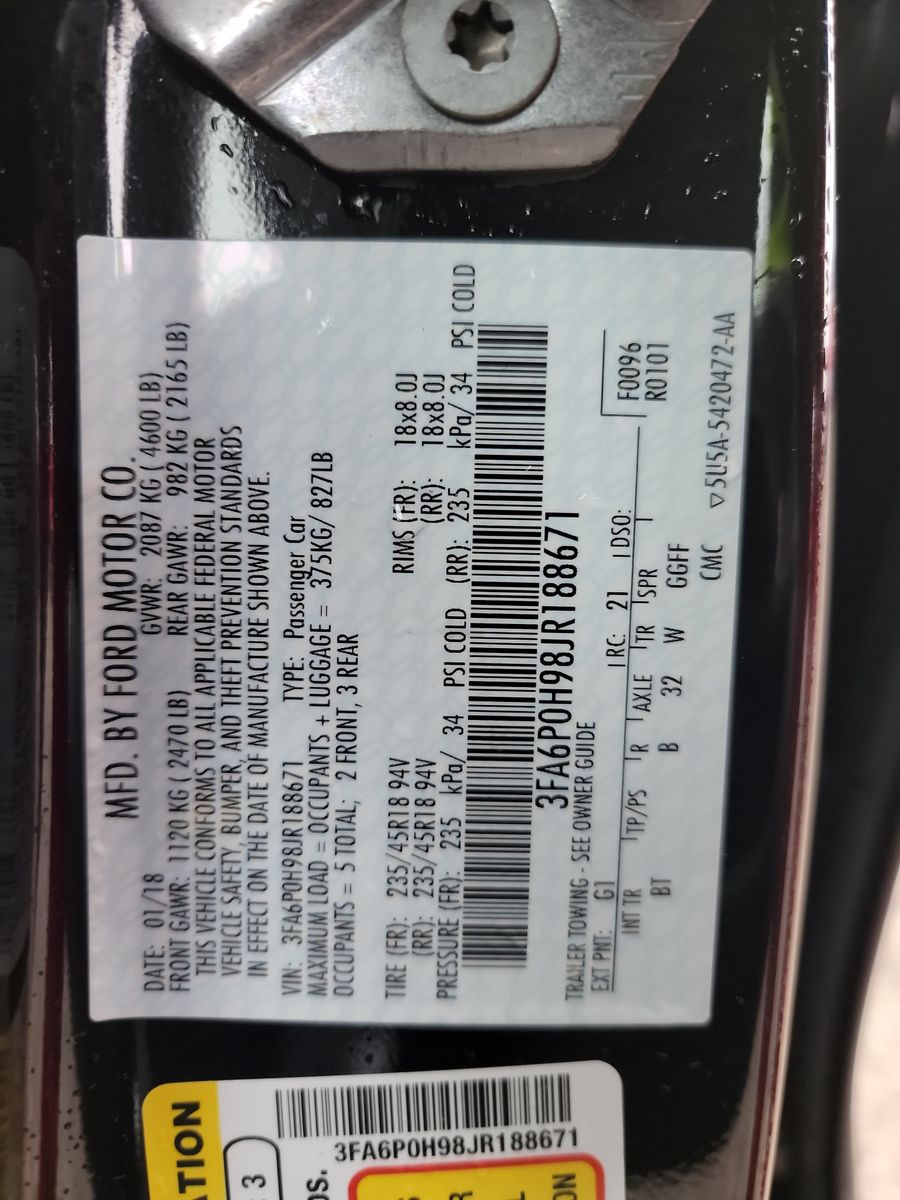 MFD. BY FORD MOTOR CO.
DATE: 01/18 GVWR: 2087 KG ( 4600 LB)
FRONT GAWR: 1120 KG ( 2470 LB) REAR GAWR: 982 KG ( 2165 LB)
THIS VEHICLE CONFORMS TO ALL APPLICABLE FEDERAL MOTOR
VEHICLE SAFETY, BUMPER, AND THEFT PREVENTION STANDARDS
IN EFFECT ON THE DATE OF MANUFACTURE SHOWN ABOVE.
VIN: 3FA6P0H98JR188671 TYPE: Passenger Car
MAXIMUM LOAD = OCCUPANTS + LUGGAGE = 375KG/ 827LB
OCCUPANTS = 5 TOTAL; 2 FRONT, 3 REAR
TIRE (FR): 235/45R18 94V RIMS (FR): 18x8.0J
(RR): 235/45R18 94V (RR): 18x8.0J
PRESSURE (FR): 235 kPa/ 34 PSI COLD (RR): 235 kPa/ 34 PSI COLD
3FA6P0H98JR188671
TRAILER TOWING - SEE OWNER GUIDE
EXT PNT: G1 RC: 21 DSO:
INT TR TP/PS R AXLE TR SPR F0096
BT B 32 W GGFF R0101
CMC ▽5U5A-5420472-AA
ATION
3
OS.
3FA6P0H98JR188671
S
R
L
ON